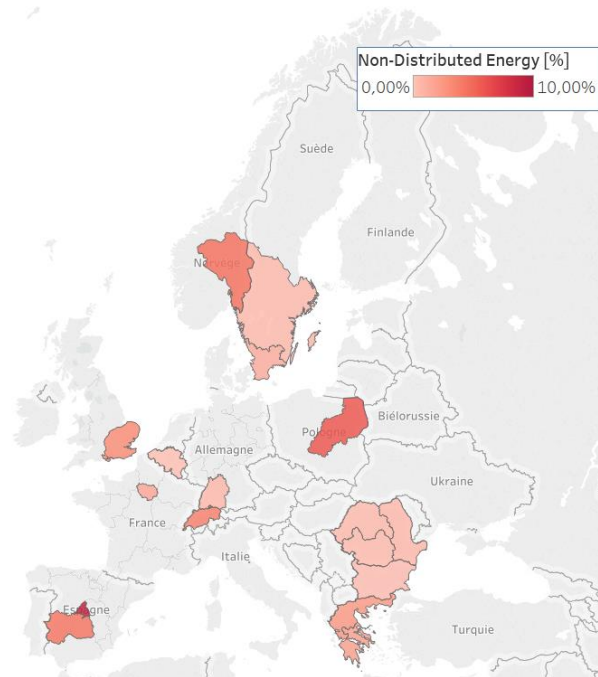 Non-Distributed Energy [%]
0,00% 10,00%
Suède
Finlande
Norvège
Biélorussie
Pologne
Allemagne
Ukraine
France
Italie
Espagne
Turquie